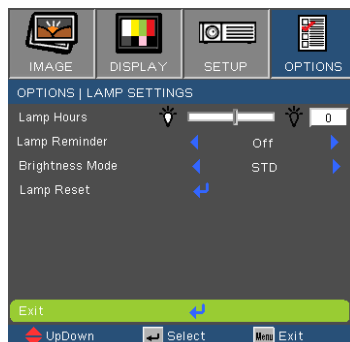 IMAGE DISPLAY SETUP OPTIONS
OPTIONS | LAMP SETTINGS
Lamp Hours 0
Lamp Reminder Off
Brightness Mode STD
Lamp Reset
Exit
UpDown Select Menu Exit